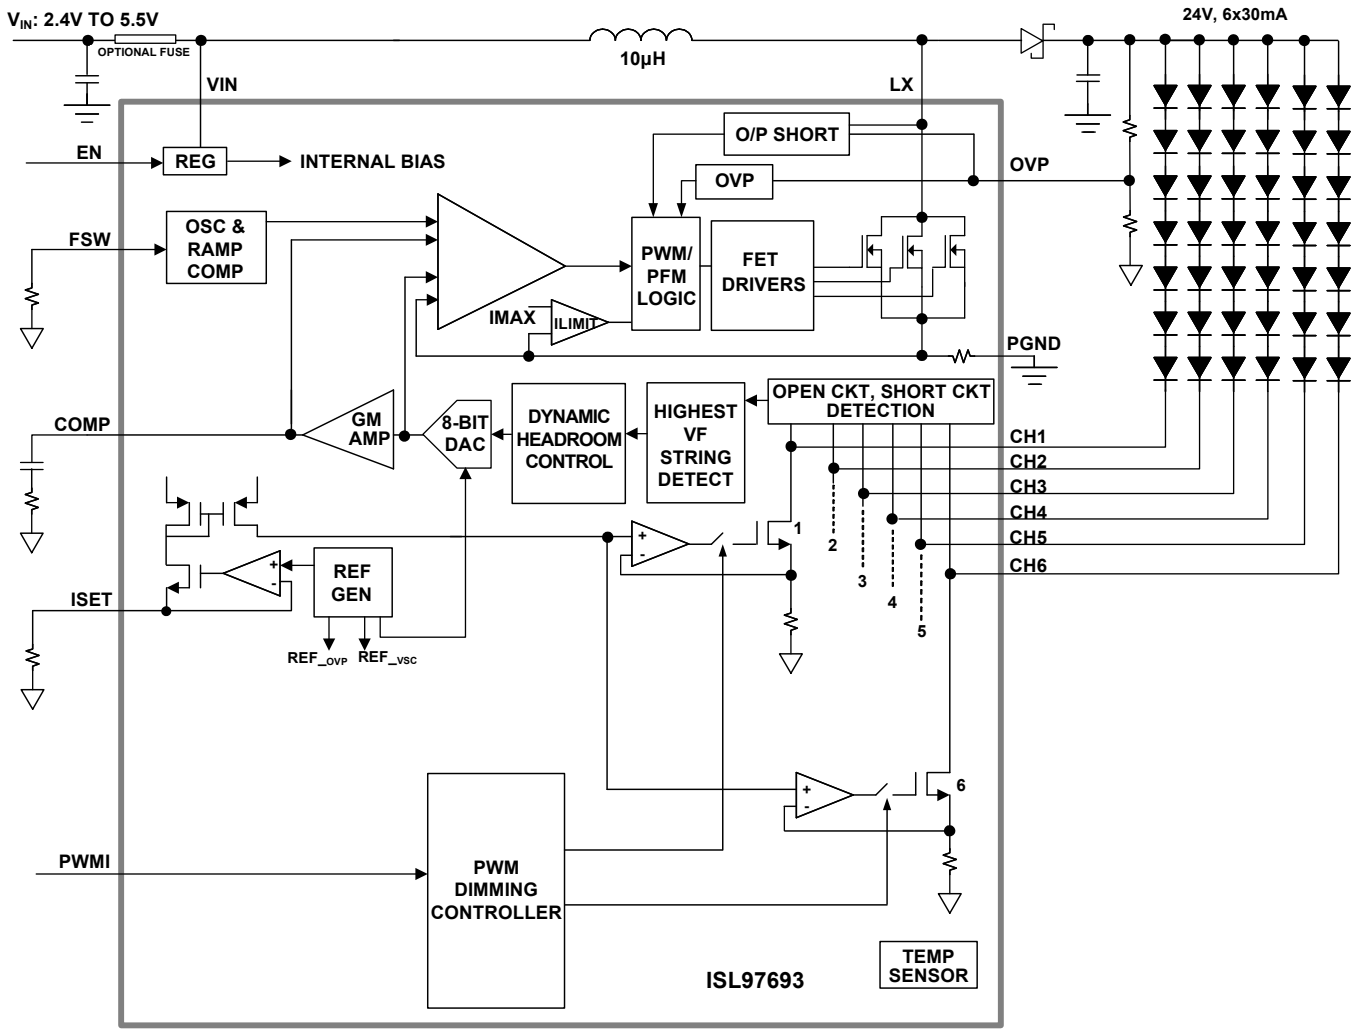 V_IN: 2.4V TO 5.5V
24V, 6x30mA
OPTIONAL FUSE
10µH
VIN
LX
O/P SHORT
EN
REG
INTERNAL BIAS
OVP
OVP
FSW
OSC &
RAMP
COMP
PWM/
PFM
LOGIC
FET
DRIVERS
IMAX
ILIMIT
PGND
OPEN CKT, SHORT CKT
DETECTION
COMP
GM
AMP
8-BIT
DAC
DYNAMIC
HEADROOM
CONTROL
HIGHEST
VF
STRING
DETECT
CH1
CH2
CH3
CH4
CH5
CH6
+
-
1
2
3
4
5
+
-
REF
GEN
ISET
REF_OVP
REF_VSC
+
-
6
PWMI
PWM
DIMMING
CONTROLLER
TEMP
SENSOR
ISL97693